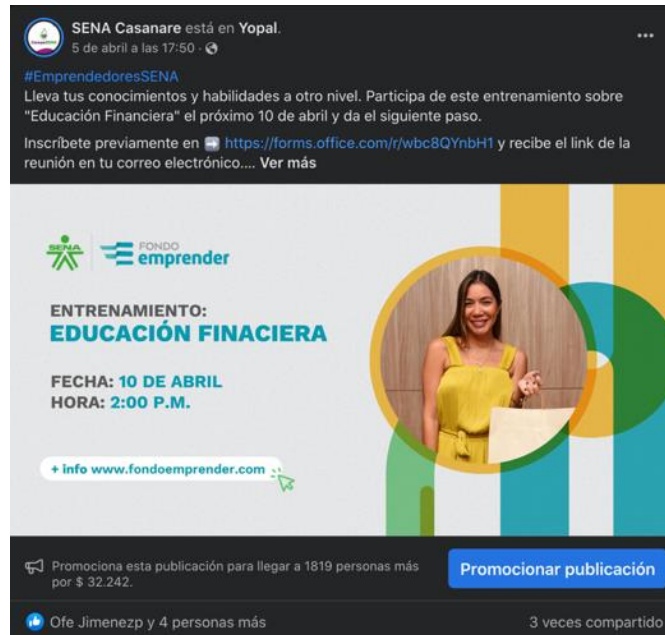 SENA Casanare está en Yopal.
5 de abril a las 17:50 ·
#EmprendedoresSENA
Lleva tus conocimientos y habilidades a otro nivel. Participa de este entrenamiento sobre
"Educación Financiera" el próximo 10 de abril y da el siguiente paso.
Inscríbete previamente en ➡ https://forms.office.com/r/wbc8QYnbH1 y recibe el link de la
reunión en tu correo electrónico.... Ver más
SENA
FONDO
emprender
ENTRENAMIENTO:
EDUCACIÓN FINACIERA
FECHA: 10 DE ABRIL
HORA: 2:00 P.M.
+ info www.fondoemprender.com
Promociona esta publicación para llegar a 1819 personas más
por $ 32.242.
Promocionar publicación
Ofe Jimenezp y 4 personas más
3 veces compartido